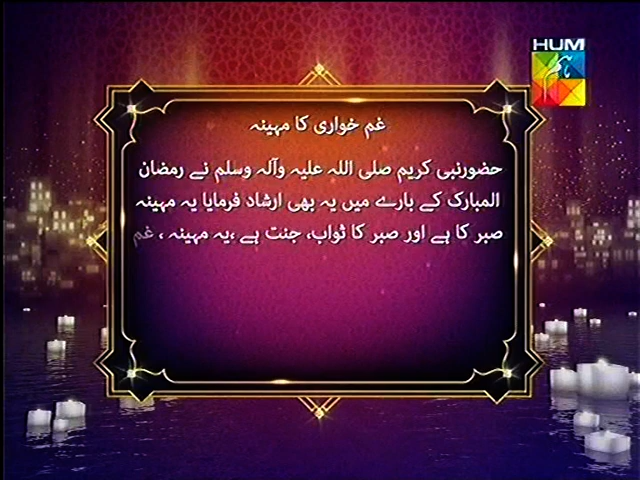 HUM
ہم
غم خواری کا مہینہ
حضورنبی کریم صلی اللہ علیہ وآلہ وسلم نے رمضان
المبارک کے بارے میں یہ بھی ارشاد فرمایا یہ مہینہ
صبر کا ہے اور صبر کا ثواب، جنت ہے ،یہ مہینہ ، غم